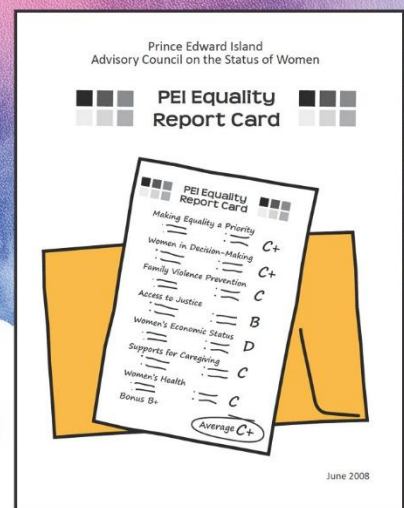 Prince Edward Island
Advisory Council on the Status of Women
PEI Equality
Report Card
PEI Equality
Report Card
Making Equality a Priority
C+
Women in Decision-Making
C+
Family Violence Prevention
C
Access to Justice
B
Women's Economic Status
D
Supports for Caregiving
C
Women's Health
C
Bonus B+
Average C+
June 2008